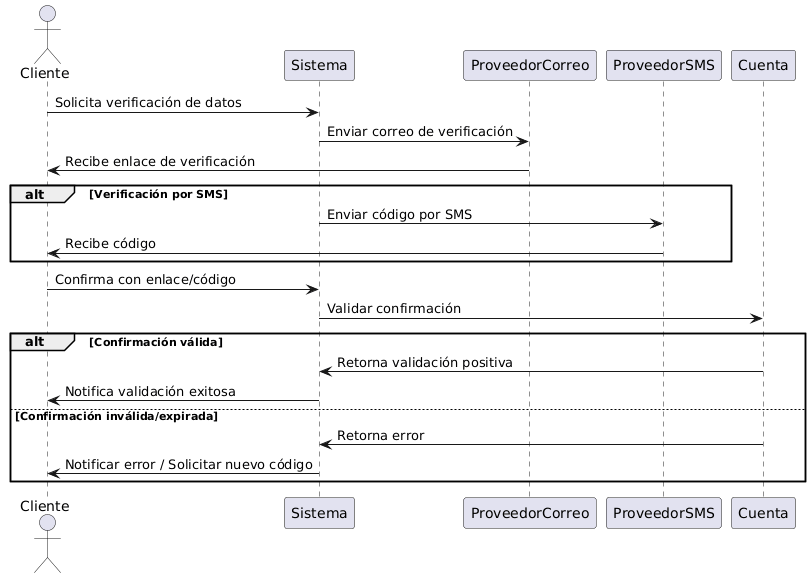 Cliente
Sistema
ProveedorCorreo
ProveedorSMS
Cuenta
Solicita verificación de datos
Enviar correo de verificación
Recibe enlace de verificación
alt [Verificación por SMS]
Enviar código por SMS
Recibe código
Confirma con enlace/código
Validar confirmación
alt [Confirmación válida]
Retorna validación positiva
Notifica validación exitosa
[Confirmación inválida/expirada]
Retorna error
Notificar error / Solicitar nuevo código
Cliente
Sistema
ProveedorCorreo
ProveedorSMS
Cuenta